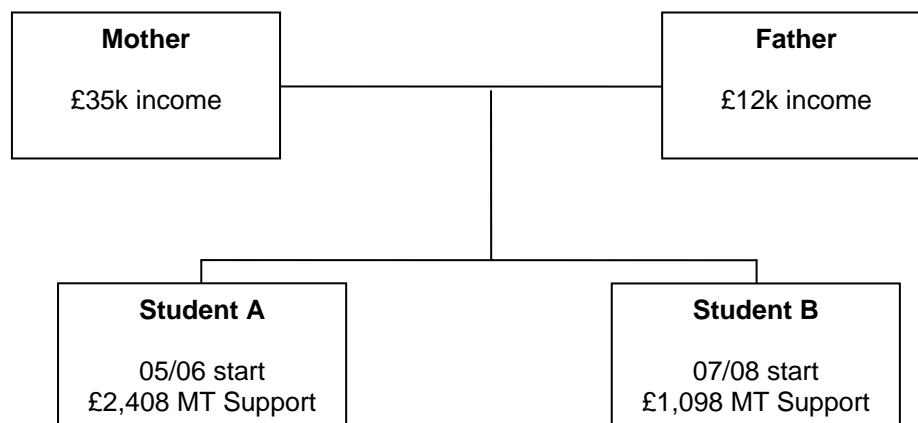 Mother
£35k income
Father
£12k income
Student A
05/06 start
£2,408 MT Support
Student B
07/08 start
£1,098 MT Support